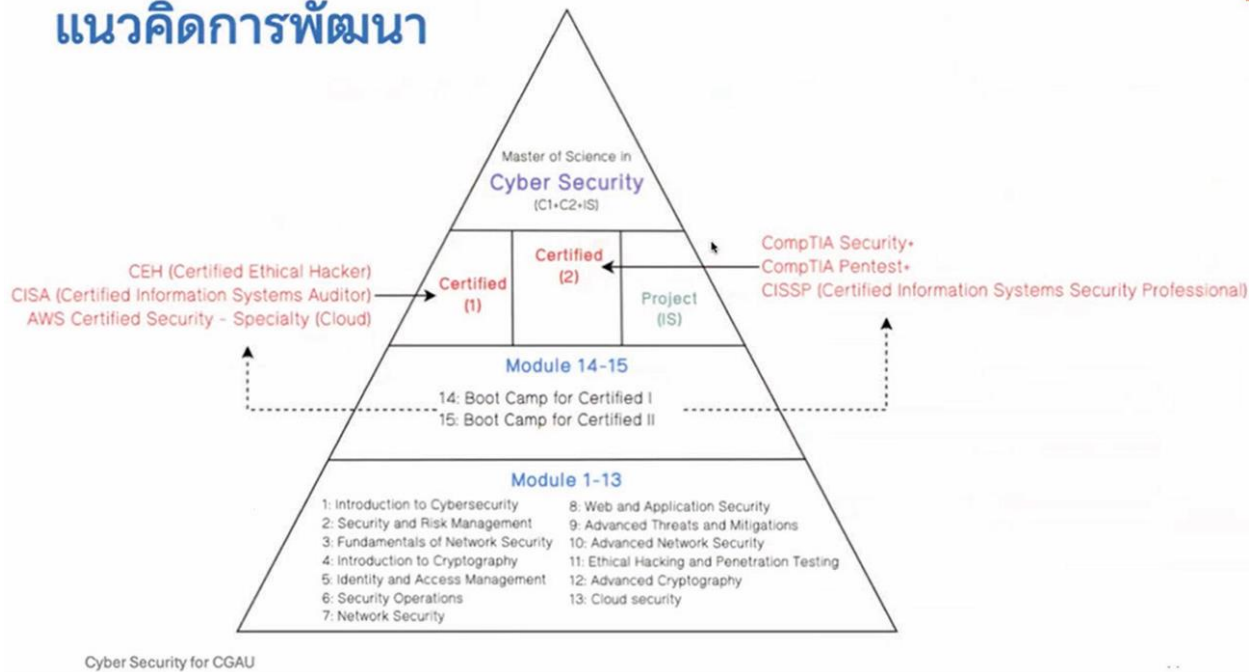 แนวคิดการพัฒนา
Master of Science in
Cyber Security
(C1+C2+IS)
CEH (Certified Ethical Hacker)
CISA (Certified Information Systems Auditor)
AWS Certified Security - Specialty (Cloud)
Certified
(1)
Certified
(2)
Project
(IS)
CompTIA Security+
CompTIA Pentest+
CISSP (Certified Information Systems Security Professional)
Module 14-15
14: Boot Camp for Certified I
15: Boot Camp for Certified II
Module 1-13
1: Introduction to Cybersecurity
2: Security and Risk Management
3: Fundamentals of Network Security
4: Introduction to Cryptography
5: Identity and Access Management
6: Security Operations
7: Network Security
8: Web and Application Security
9: Advanced Threats and Mitigations
10: Advanced Network Security
11: Ethical Hacking and Penetration Testing
12: Advanced Cryptography
13: Cloud security
Cyber Security for CGAU